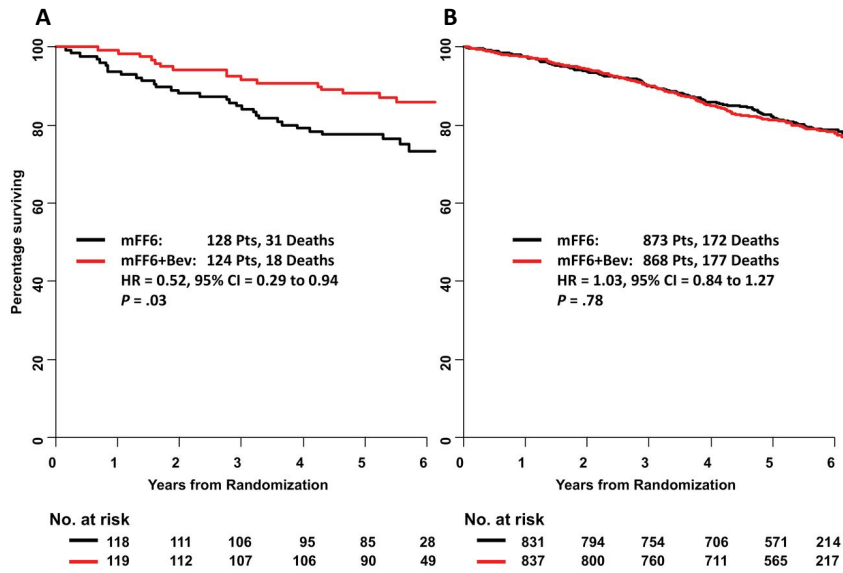 A
B
Percentage surviving
100
80
60
40
20
0
mFF6: 128 Pts, 31 Deaths
mFF6+Bev: 124 Pts, 18 Deaths
HR = 0.52, 95% CI = 0.29 to 0.94
P = .03
0 1 2 3 4 5 6
Years from Randomization
No. at risk
118 111 106 95 85 28
119 112 107 106 90 49
100
80
60
40
20
0
mFF6: 873 Pts, 172 Deaths
mFF6+Bev: 868 Pts, 177 Deaths
HR = 1.03, 95% CI = 0.84 to 1.27
P = .78
0 1 2 3 4 5 6
Years from Randomization
No. at risk
831 794 754 706 571 214
837 800 760 711 565 217